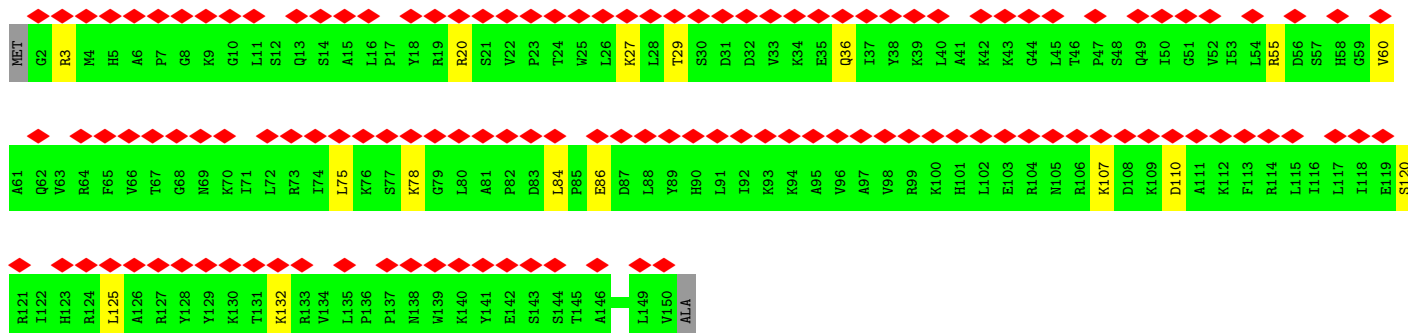 MET G2 R3 M4 H5 A6 P7 G8 K9 G10 L11 S12 Q13 S14 A15 L16 P17 Y18 R19 R20 S21 V22 P23 T24 W25 L26 K27 L28 T29 S30 D31 D32 V33 K34 E35 Q36 I37 Y38 K39 L40 A41 K42 K43 G44 L45 T46 P47 S48 Q49 I50 G51 V52 I53 L54 R55 D56 S57 H58 G59 V60
A61 Q62 V63 R64 F65 V66 T67 G68 N69 K70 I71 L72 R73 I74 L75 K76 S77 K78 G79 L80 A81 P82 D83 L84 P85 E86 D87 L88 Y89 H90 L91 I92 K93 K94 A95 V96 A97 V98 R99 K100 H101 L102 E103 R104 N105 R106 K107 D108 K109 D110 A111 K112 F113 R114 L115 I116 L117 I118 E119 S120
R121 I122 H123 R124 L125 A126 R127 Y128 Y129 K130 T131 K132 R133 V134 L135 P136 P137 N138 W139 K140 Y141 E142 S143 S144 T145 A146 L149 V150 ALA